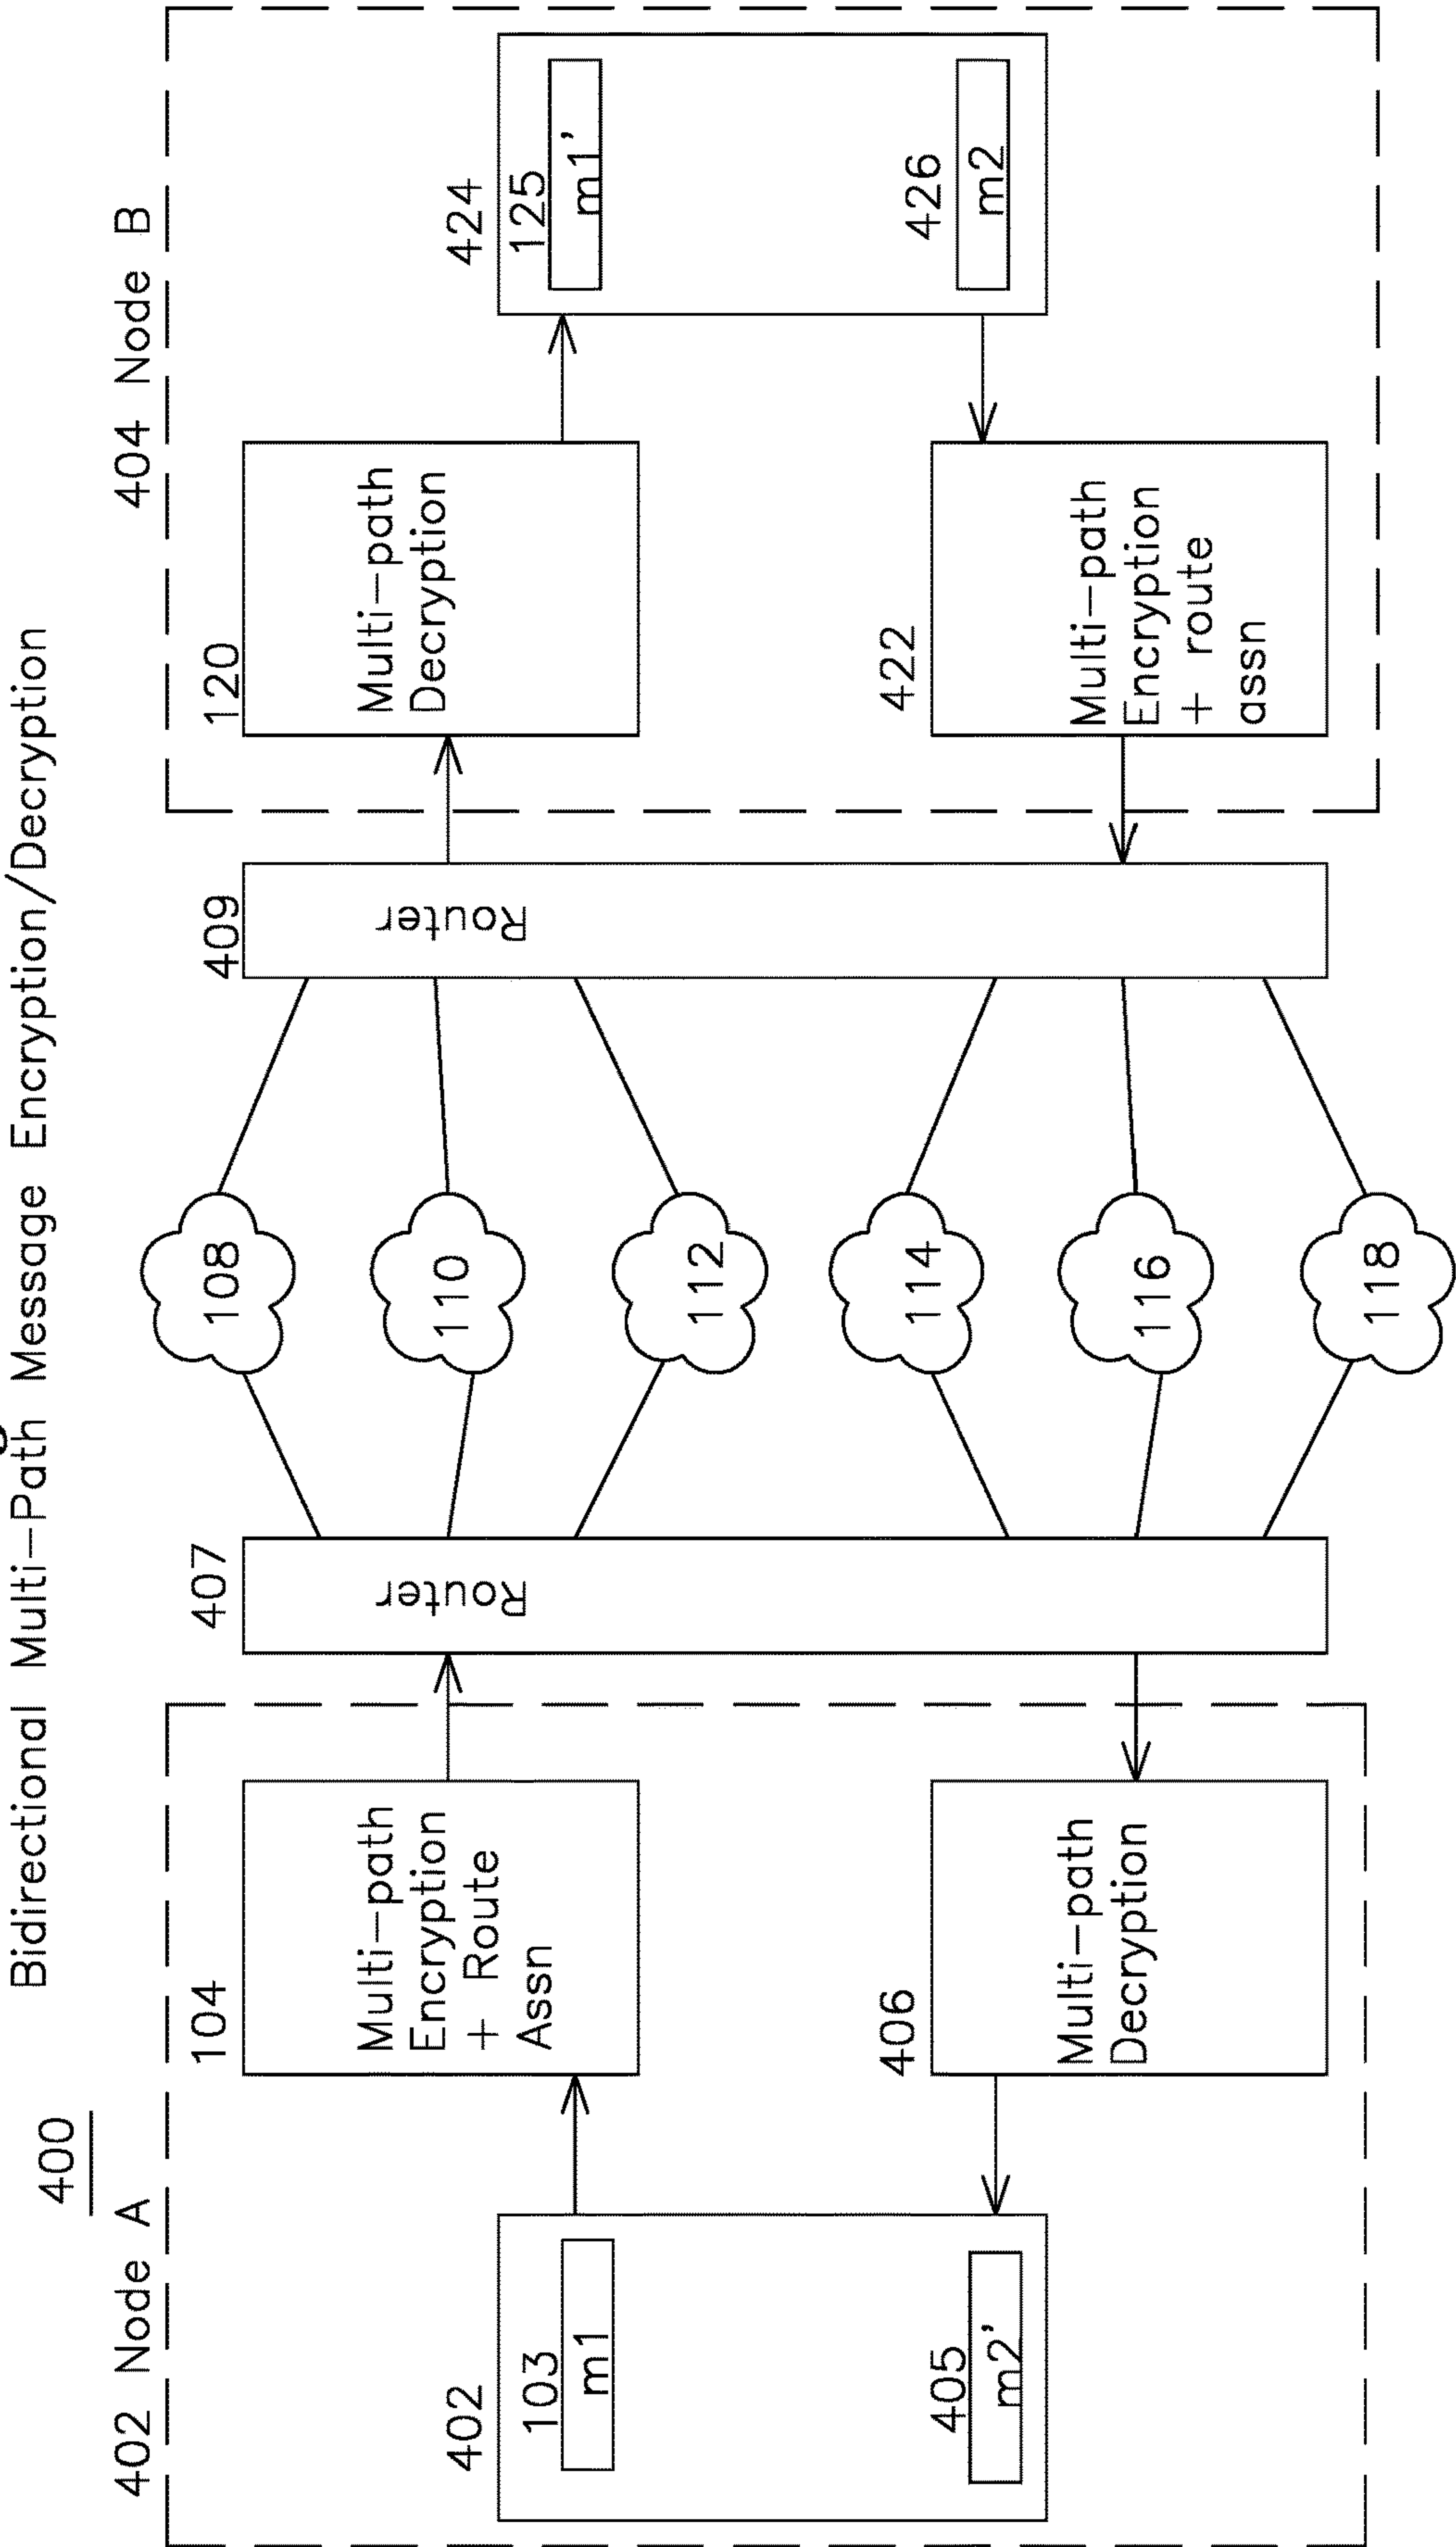 Bidirectional Multi-Path Message Encryption/Decryption
400
402 Node A
404 Node B
104
Multi-path
Encryption
+ Route
Assn
407
Router
108
110
112
114
116
118
409
Router
120
Multi-path
Decryption
424
125
m1'
426
m2
402
103
m1
405
m2'
406
Multi-path
Decryption
422
Multi-path
Encryption
+ route
assn